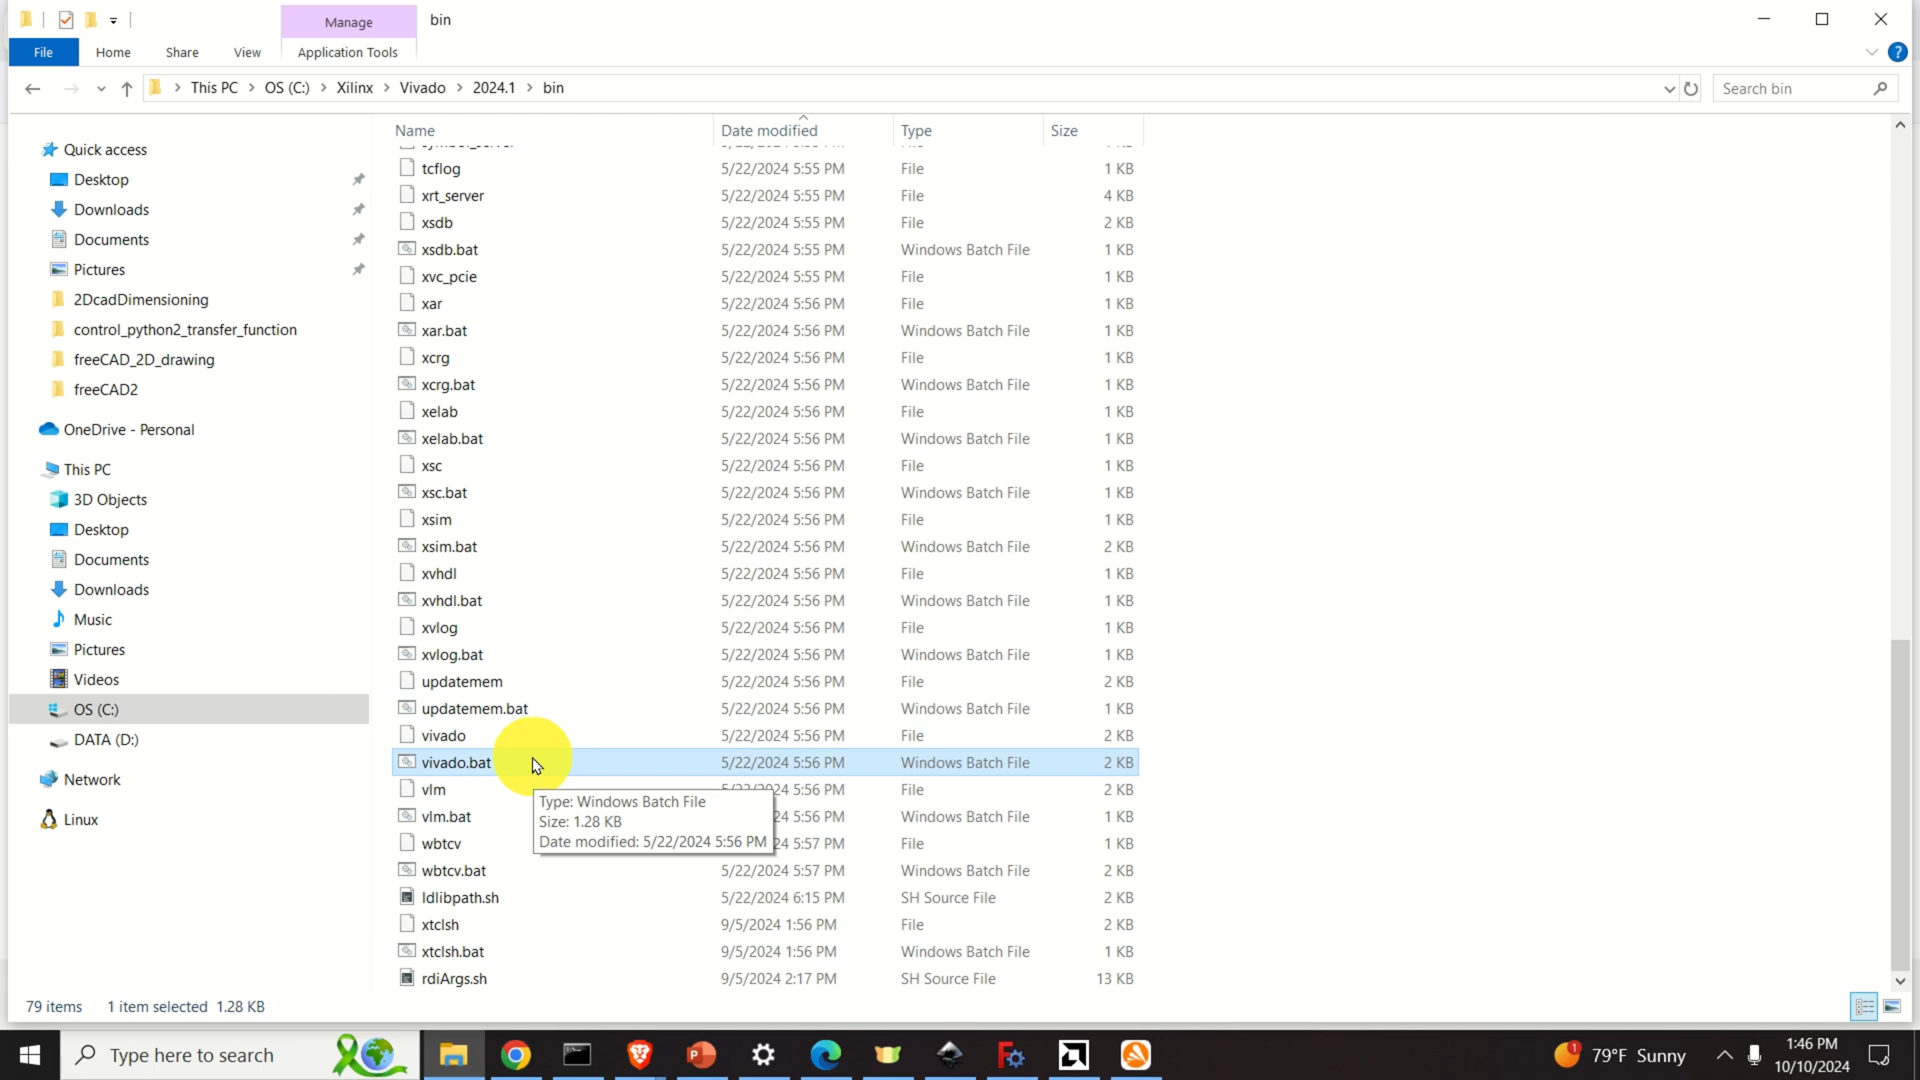 Manage
bin
File
Home
Share
View
Application Tools
This PC > OS (C:) > Xilinx > Vivado > 2024.1 > bin
Search bin
Name Date modified Type Size
Quick access
Desktop
Downloads
Documents
Pictures
2DcadDimensioning
control_python2_transfer_function
freeCAD_2D_drawing
freeCAD2
OneDrive - Personal
This PC
3D Objects
Desktop
Documents
Downloads
Music
Pictures
Videos
OS (C:)
DATA (D:)
Network
Linux
tcflog 5/22/2024 5:55 PM File 1 KB
xrt_server 5/22/2024 5:55 PM File 4 KB
xsdb 5/22/2024 5:55 PM File 2 KB
xsdb.bat 5/22/2024 5:55 PM Windows Batch File 1 KB
xvc_pcie 5/22/2024 5:55 PM File 1 KB
xar 5/22/2024 5:56 PM File 1 KB
xar.bat 5/22/2024 5:56 PM Windows Batch File 1 KB
xcrg 5/22/2024 5:56 PM File 1 KB
xcrg.bat 5/22/2024 5:56 PM Windows Batch File 1 KB
xelab 5/22/2024 5:56 PM File 1 KB
xelab.bat 5/22/2024 5:56 PM Windows Batch File 1 KB
xsc 5/22/2024 5:56 PM File 1 KB
xsc.bat 5/22/2024 5:56 PM Windows Batch File 1 KB
xsim 5/22/2024 5:56 PM File 1 KB
xsim.bat 5/22/2024 5:56 PM Windows Batch File 2 KB
xvhdl 5/22/2024 5:56 PM File 1 KB
xvhdl.bat 5/22/2024 5:56 PM Windows Batch File 1 KB
xvlog 5/22/2024 5:56 PM File 1 KB
xvlog.bat 5/22/2024 5:56 PM Windows Batch File 1 KB
updatemem 5/22/2024 5:56 PM File 2 KB
updatemem.bat 5/22/2024 5:56 PM Windows Batch File 1 KB
vivado 5/22/2024 5:56 PM File 2 KB
vivado.bat 5/22/2024 5:56 PM Windows Batch File 2 KB
vlm 5:56 PM File 2 KB
vlm.bat 24 5:56 PM Windows Batch File 1 KB
wbtcv 24 5:57 PM File 1 KB
wbtcv.bat 5/22/2024 5:57 PM Windows Batch File 2 KB
ldlibpath.sh 5/22/2024 6:15 PM SH Source File 2 KB
xtclsh 9/5/2024 1:56 PM File 2 KB
xtclsh.bat 9/5/2024 1:56 PM Windows Batch File 1 KB
rdiArgs.sh 9/5/2024 2:17 PM SH Source File 13 KB
Type: Windows Batch File
Size: 1.28 KB
Date modified: 5/22/2024 5:56 PM
79 items 1 item selected 1.28 KB
Type here to search
79°F Sunny
1:46 PM
10/10/2024